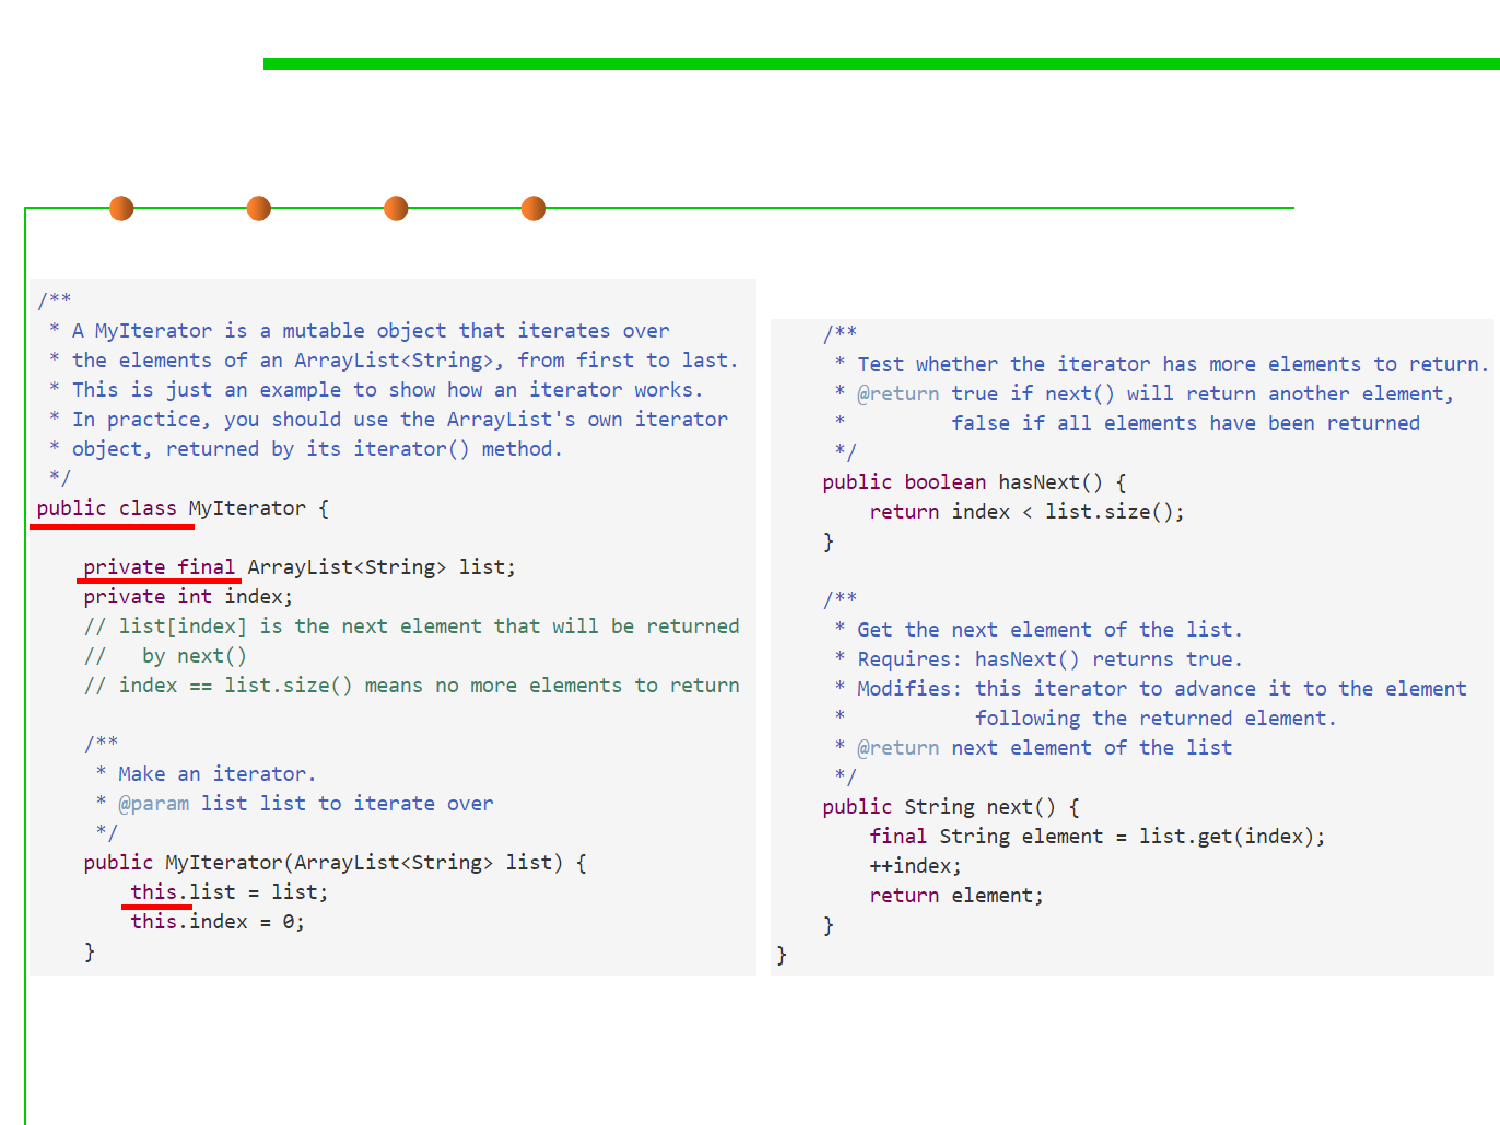 /**
 * A MyIterator is a mutable object that iterates over
 * the elements of an ArrayList<String>, from first to last.
 * This is just an example to show how an iterator works.
 * In practice, you should use the ArrayList's own iterator
 * object, returned by its iterator() method.
 */
public class MyIterator {
    private final ArrayList<String> list;
    private int index;
    // list[index] is the next element that will be returned
    //   by next()
    // index == list.size() means no more elements to return
    /**
     * Make an iterator.
     * @param list list to iterate over
     */
    public MyIterator(ArrayList<String> list) {
        this.list = list;
        this.index = 0;
    }
    /**
     * Test whether the iterator has more elements to return.
     * @return true if next() will return another element,
     *         false if all elements have been returned
     */
    public boolean hasNext() {
        return index < list.size();
    }
    /**
     * Get the next element of the list.
     * Requires: hasNext() returns true.
     * Modifies: this iterator to advance it to the element
     *           following the returned element.
     * @return next element of the list
     */
    public String next() {
        final String element = list.get(index);
        ++index;
        return element;
    }
}